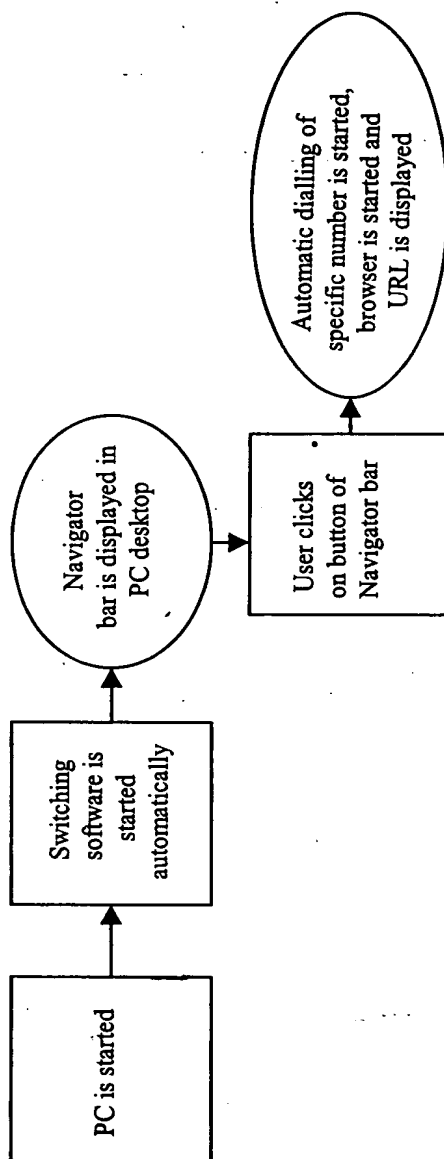 PC is started
Switching
software is
started
automatically
Navigator
bar is displayed in
PC desktop
User clicks
on button of
Navigator bar
Automatic dialling of
specific number is started,
browser is started and
URL is displayed